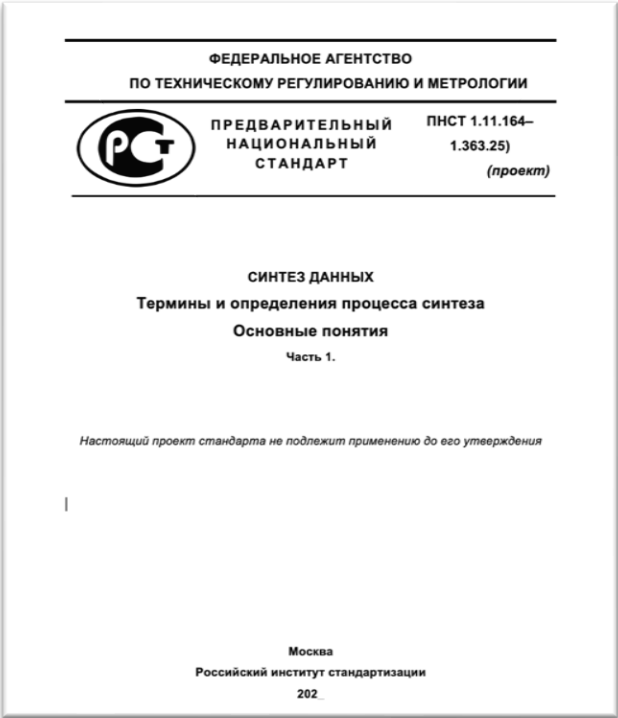 ФЕДЕРАЛЬНОЕ АГЕНТСТВО
ПО ТЕХНИЧЕСКОМУ РЕГУЛИРОВАНИЮ И МЕТРОЛОГИИ
РСТ
ПРЕДВАРИТЕЛЬНЫЙ
НАЦИОНАЛЬНЫЙ
СТАНДАРТ
ПНСТ 1.11.164–
1.363.25)
(проект)
СИНТЕЗ ДАННЫХ
Термины и определения процесса синтеза
Основные понятия
Часть 1.
Настоящий проект стандарта не подлежит применению до его утверждения
Москва
Российский институт стандартизации
202_